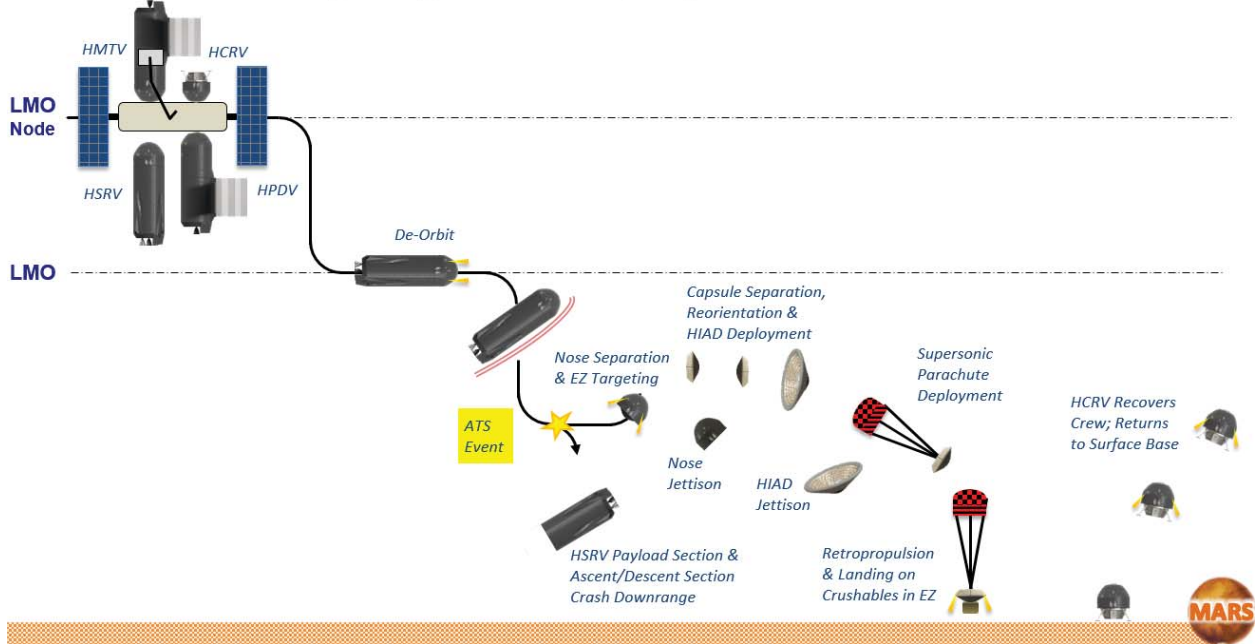 HMTV
HCRV
LMO
Node
HSRV
HPDV
De-Orbit
LMO
Capsule Separation,
Reorientation &
HIAD Deployment
Nose Separation
& EZ Targeting
Supersonic
Parachute
Deployment
HCRV Recovers
Crew; Returns
to Surface Base
ATS
Event
Nose
Jettison
HIAD
Jettison
HSRV Payload Section &
Ascent/Descent Section
Crash Downrange
Retropropulsion
& Landing on
Crushables in EZ
MARS